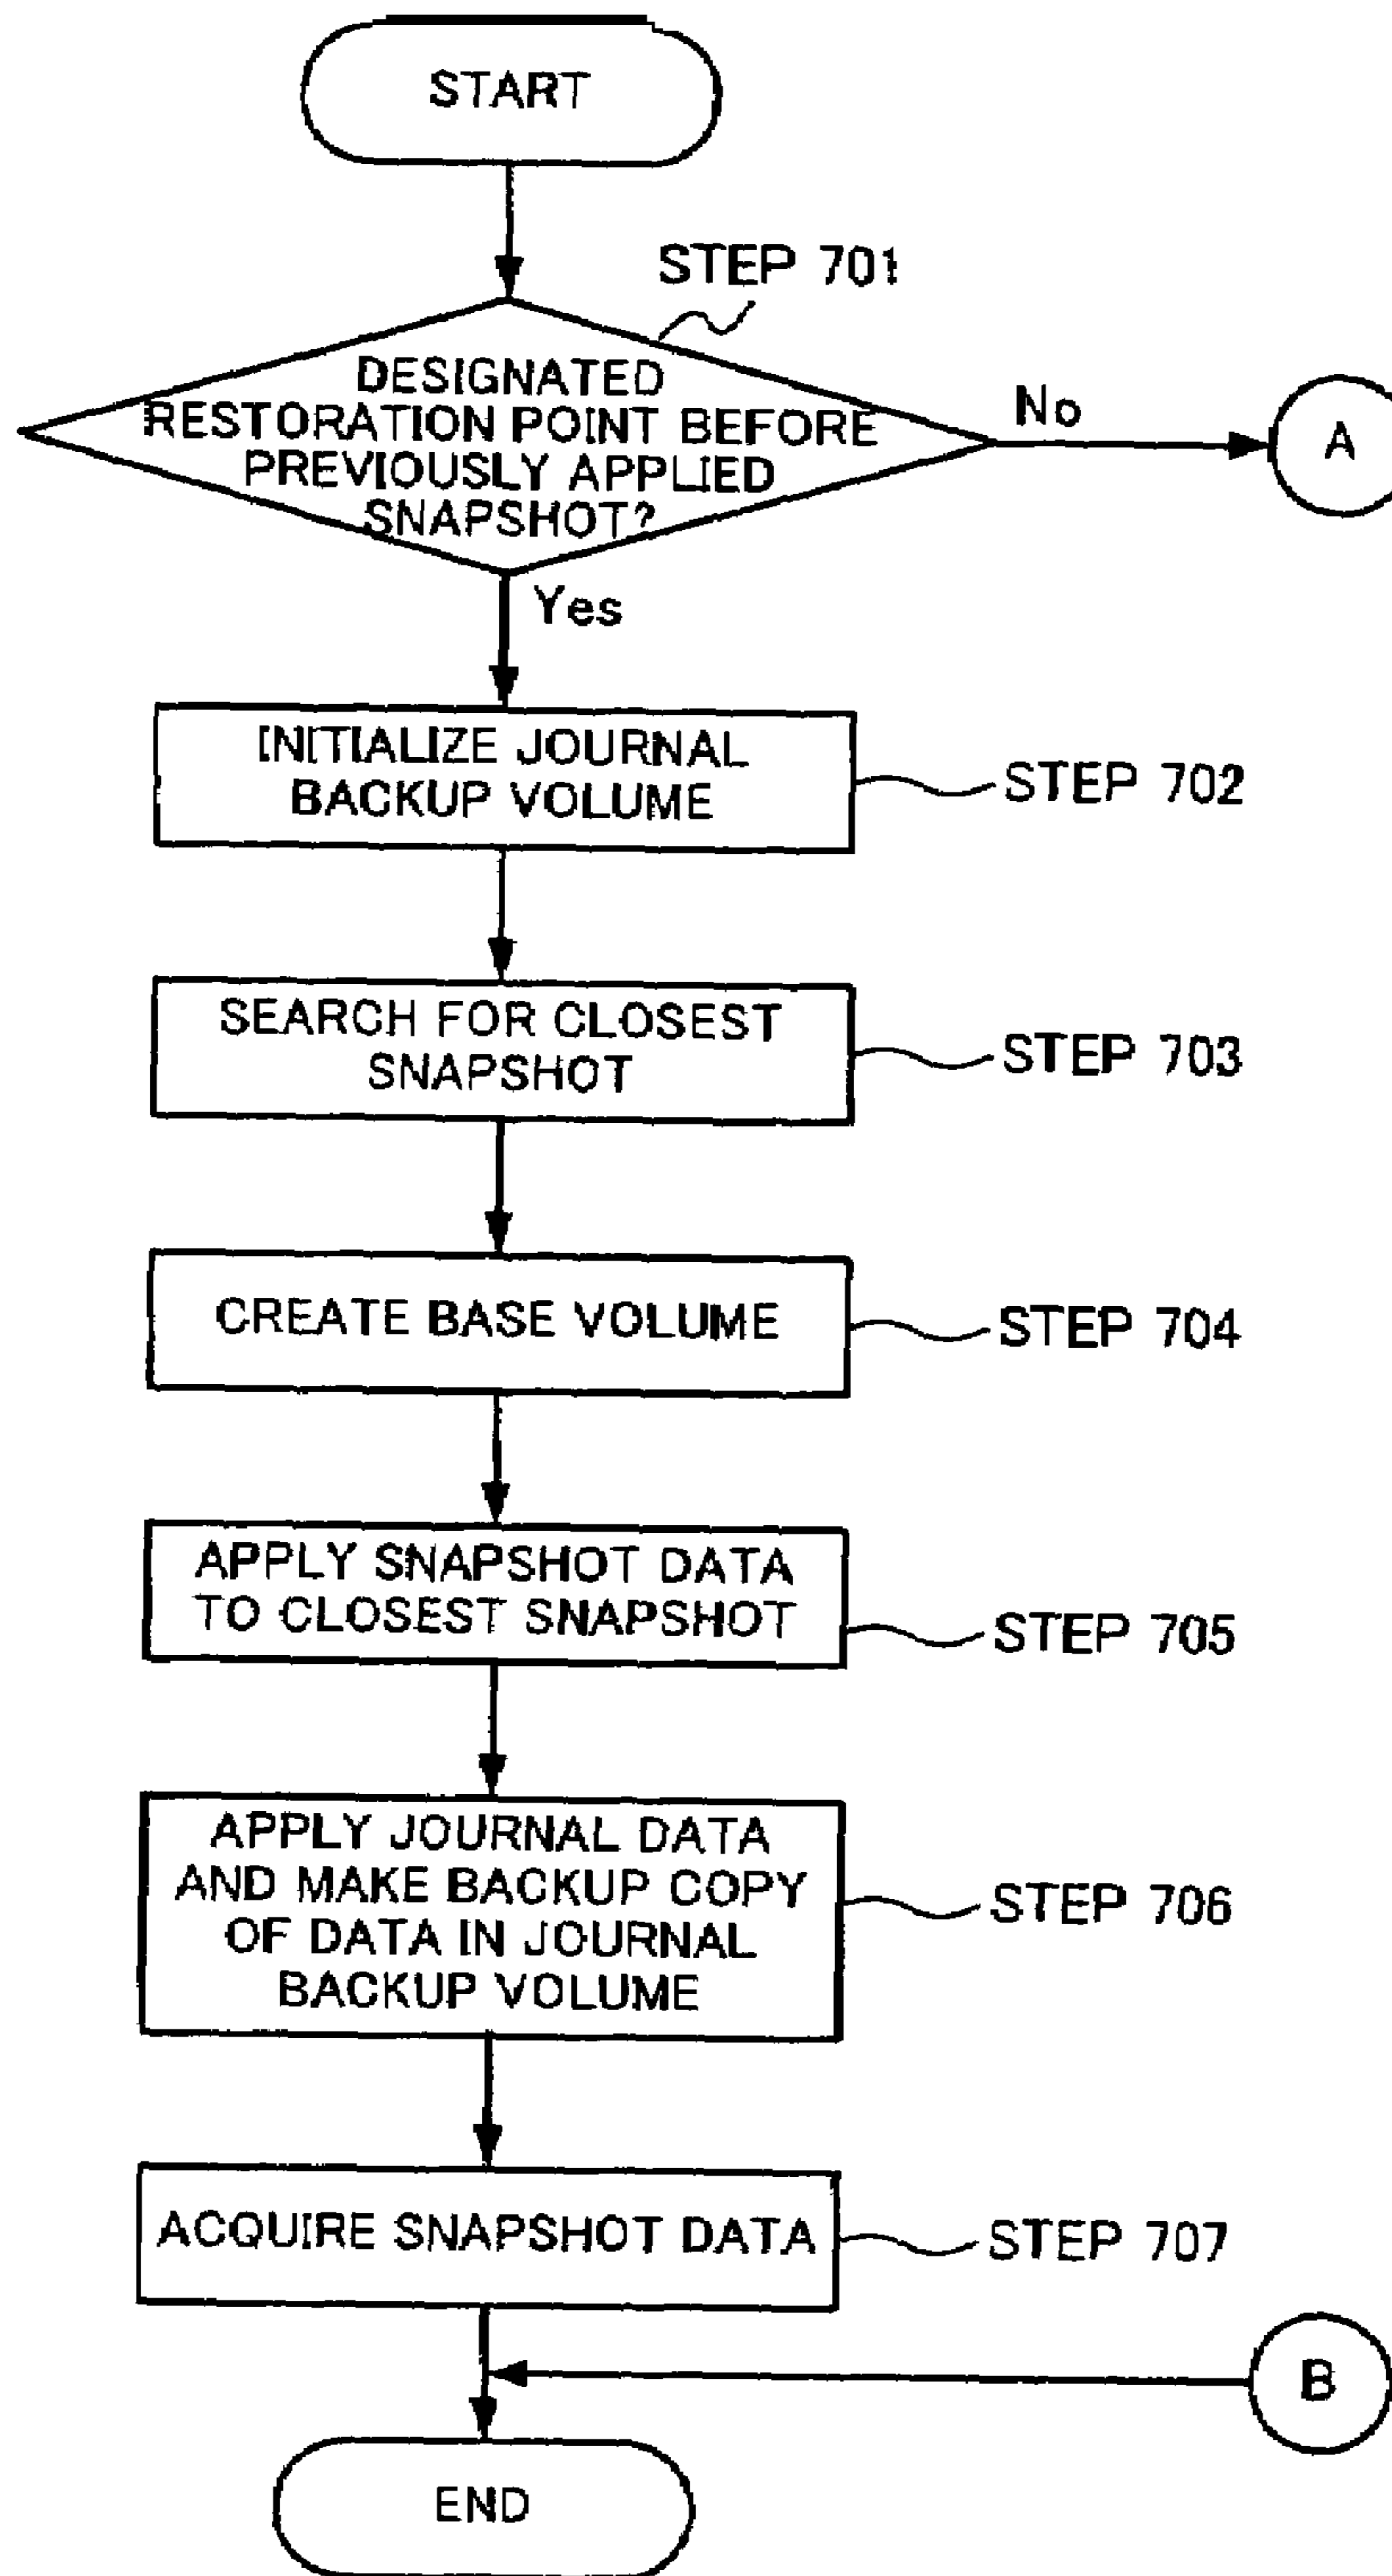 START
STEP 701
DESIGNATED
RESTORATION POINT BEFORE
PREVIOUSLY APPLIED
SNAPSHOT?
No
A
Yes
INITIALIZE JOURNAL
BACKUP VOLUME
STEP 702
SEARCH FOR CLOSEST
SNAPSHOT
STEP 703
CREATE BASE VOLUME
STEP 704
APPLY SNAPSHOT DATA
TO CLOSEST SNAPSHOT
STEP 705
APPLY JOURNAL DATA
AND MAKE BACKUP COPY
OF DATA IN JOURNAL
BACKUP VOLUME
STEP 706
ACQUIRE SNAPSHOT DATA
STEP 707
B
END